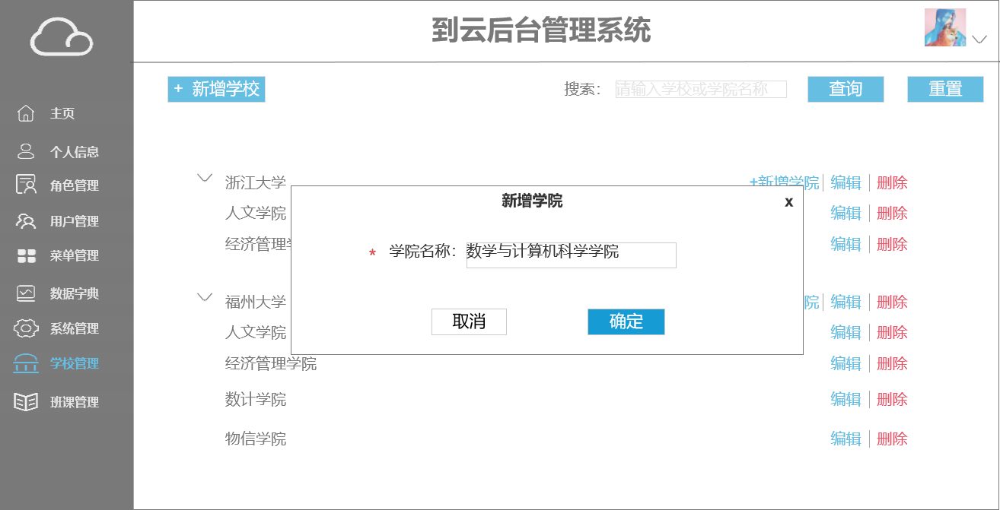 到云后台管理系统
主页
个人信息
角色管理
用户管理
菜单管理
数据字典
系统管理
学校管理
班课管理
+ 新增学校
搜索： 请输入学校或学院名称 查询 重置
浙江大学 +新增学院 编辑 删除
人文学院 编辑 删除
经济管理学 编辑 删除
新增学院 x
* 学院名称：数学与计算机科学学院
取消 确定
福州大学 院 编辑 删除
人文学院 编辑 删除
经济管理学院 编辑 删除
数计学院 编辑 删除
物信学院 编辑 删除